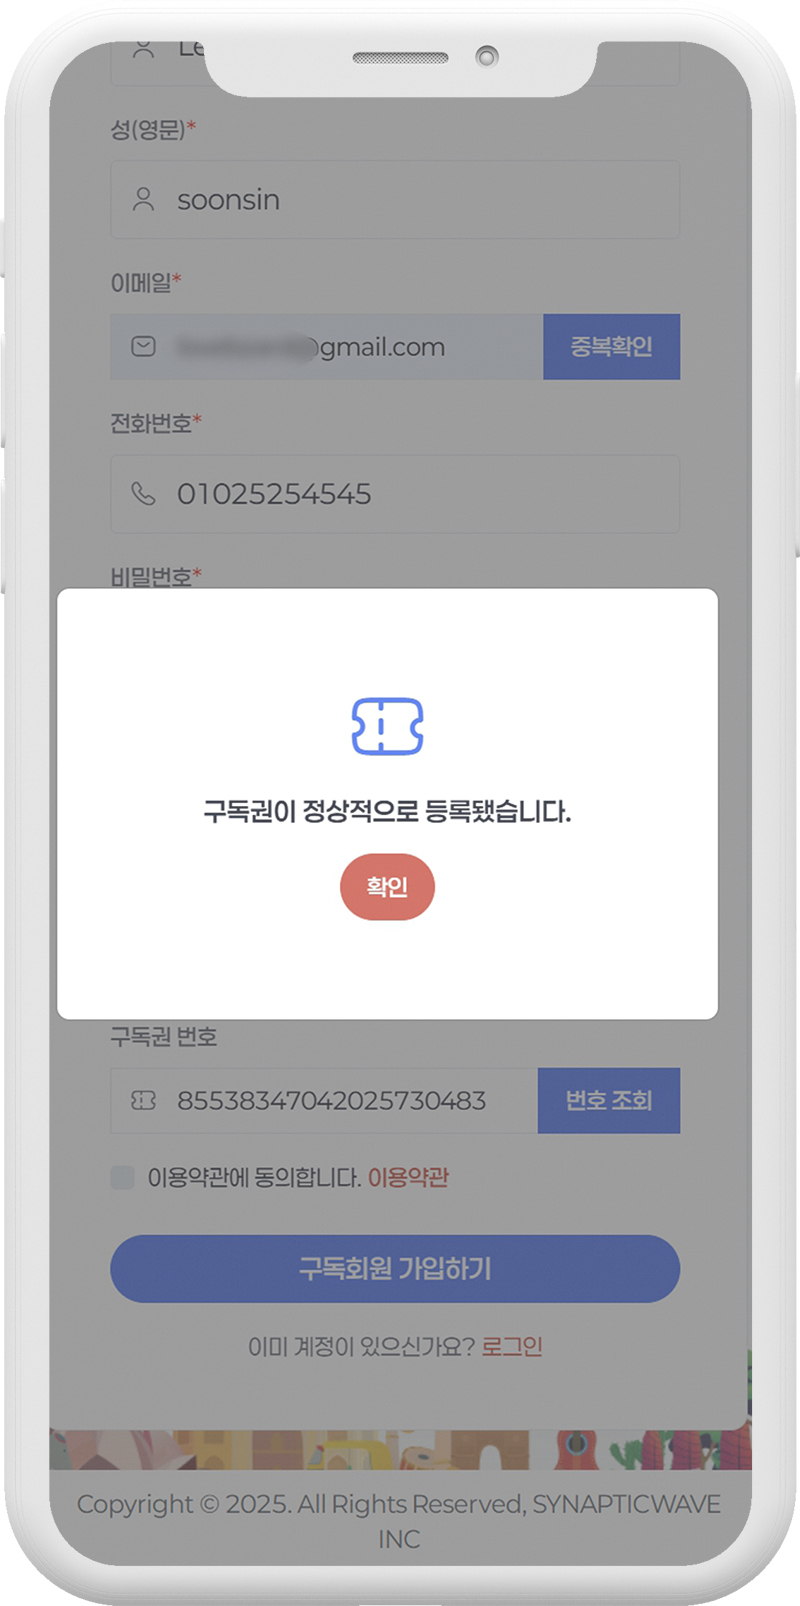 Le
성(영문)*
soonsin
이메일*
@gmail.com
중복확인
전화번호*
01025254545
비밀번호*
구독권이 정상적으로 등록됐습니다.
확인
구독권 번호
85538347042025730483
번호 조회
이용약관에 동의합니다. 이용약관
구독회원 가입하기
이미 계정이 있으신가요? 로그인
Copyright © 2025. All Rights Reserved, SYNAPTICWAVE
INC